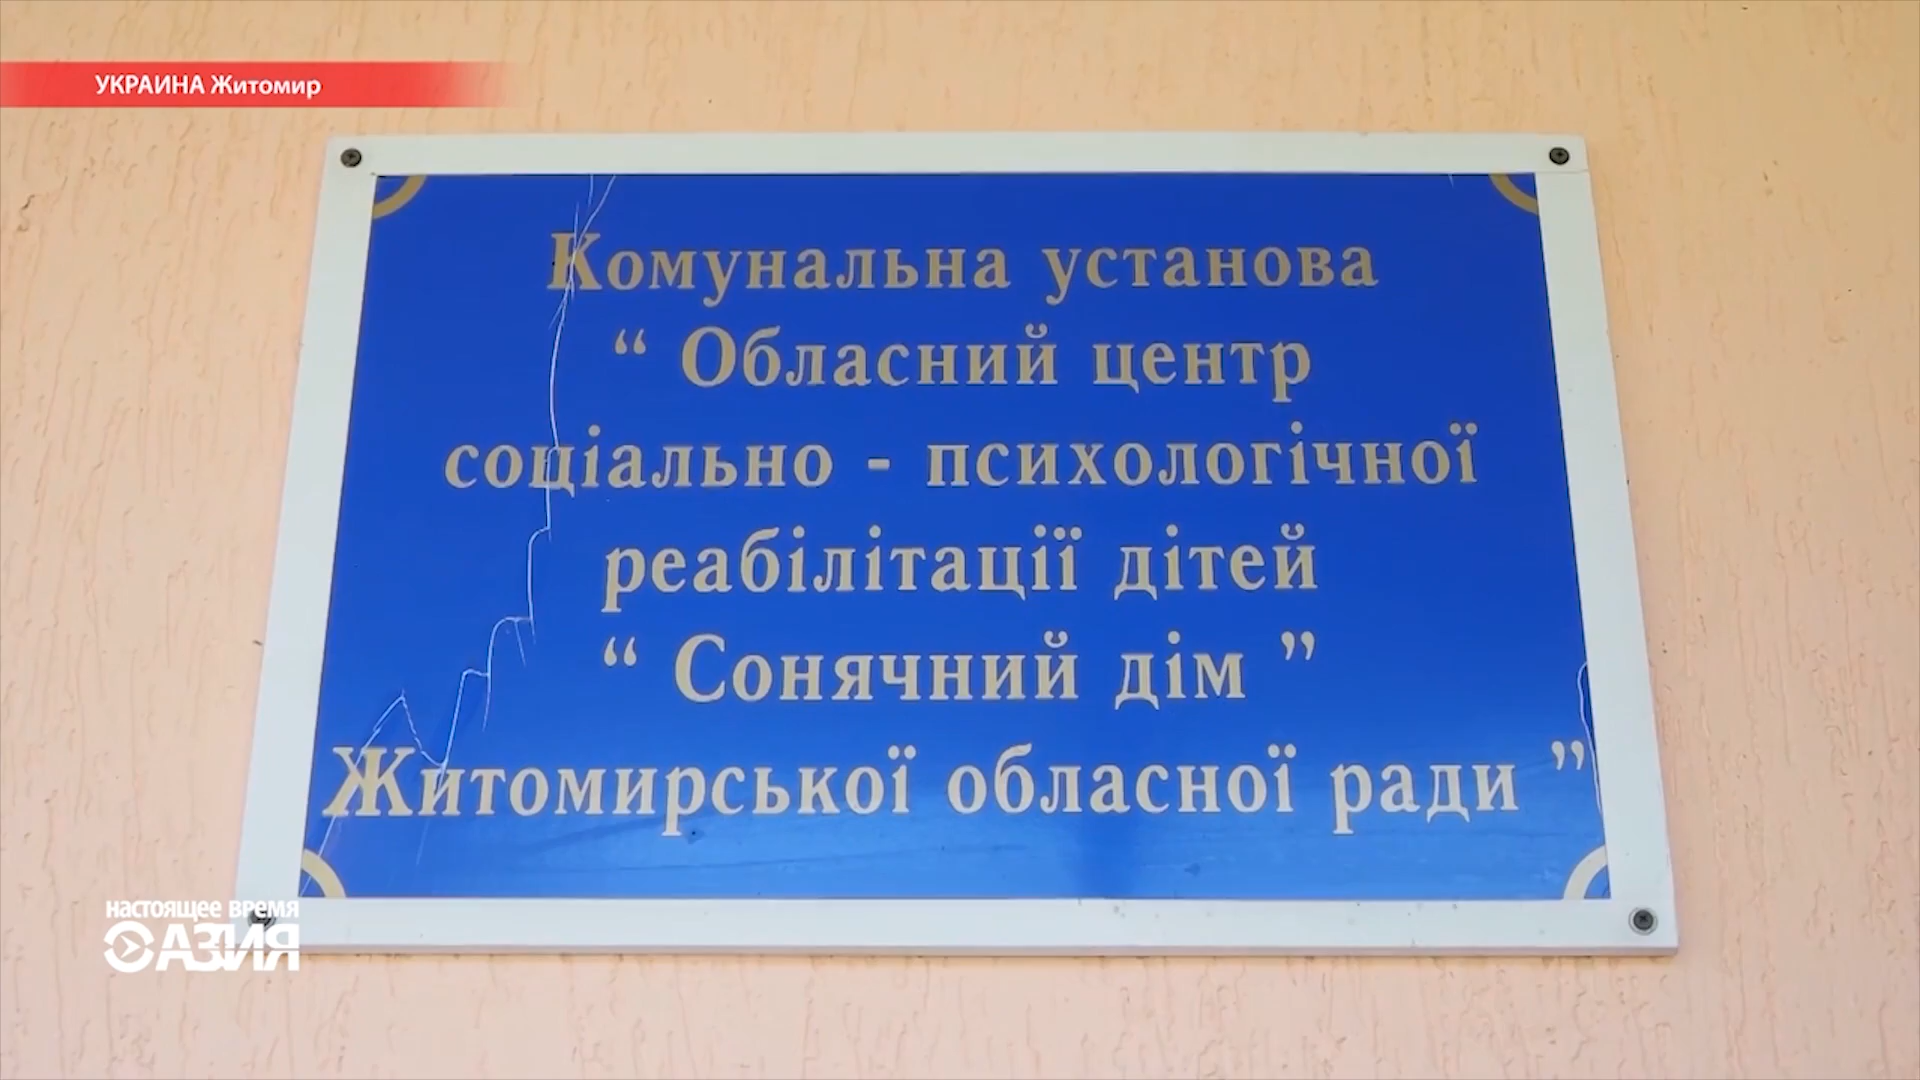 УКРАИНА Житомир
Комунальна установа
“ Обласний центр
соціально - психологічної
реабілітації дітей
“ Сонячний дім ”
Житомирської обласної ради ”
НАСТОЯЩЕЕ ВРЕМЯ
АЗИЯ